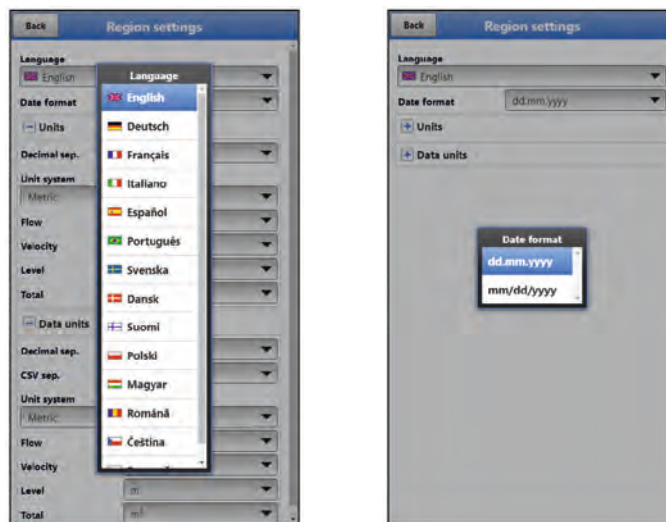 Back Region settings
Language
English
Date format
Units
Decimal sep.
Unit system
Metric
Flow
Velocity
Level
Total
Data units
Decimal sep.
CSV sep.
Unit system
Metric
Flow
Velocity
Level m
Total m³
Language
English
Deutsch
Français
Italiano
Español
Português
Svenska
Dansk
Suomi
Polski
Magyar
Română
Čeština
Back Region settings
Language
English
Date format dd.mm.yyyy
Units
Data units
Date format
dd.mm.yyyy
mm/dd/yyyy